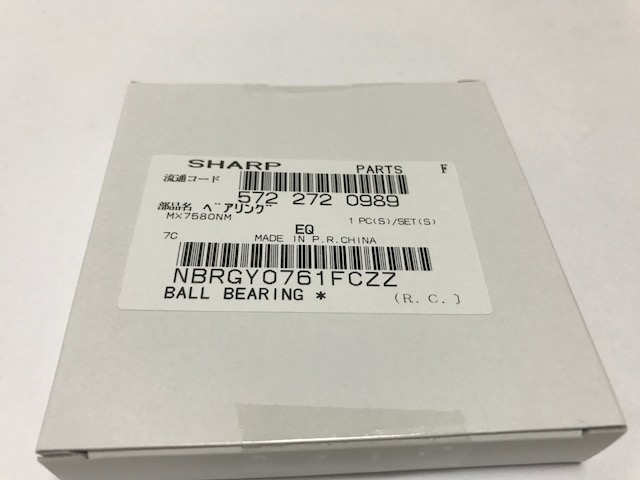 SHARP PARTS F
流通コード
572 272 0989
部品名 ベアリング
MX7580NM 1 PC(S)/SET(S)
EQ
7C MADE IN P.R.CHINA
NBRGY0761FCZZ
BALL BEARING * (R.C.)